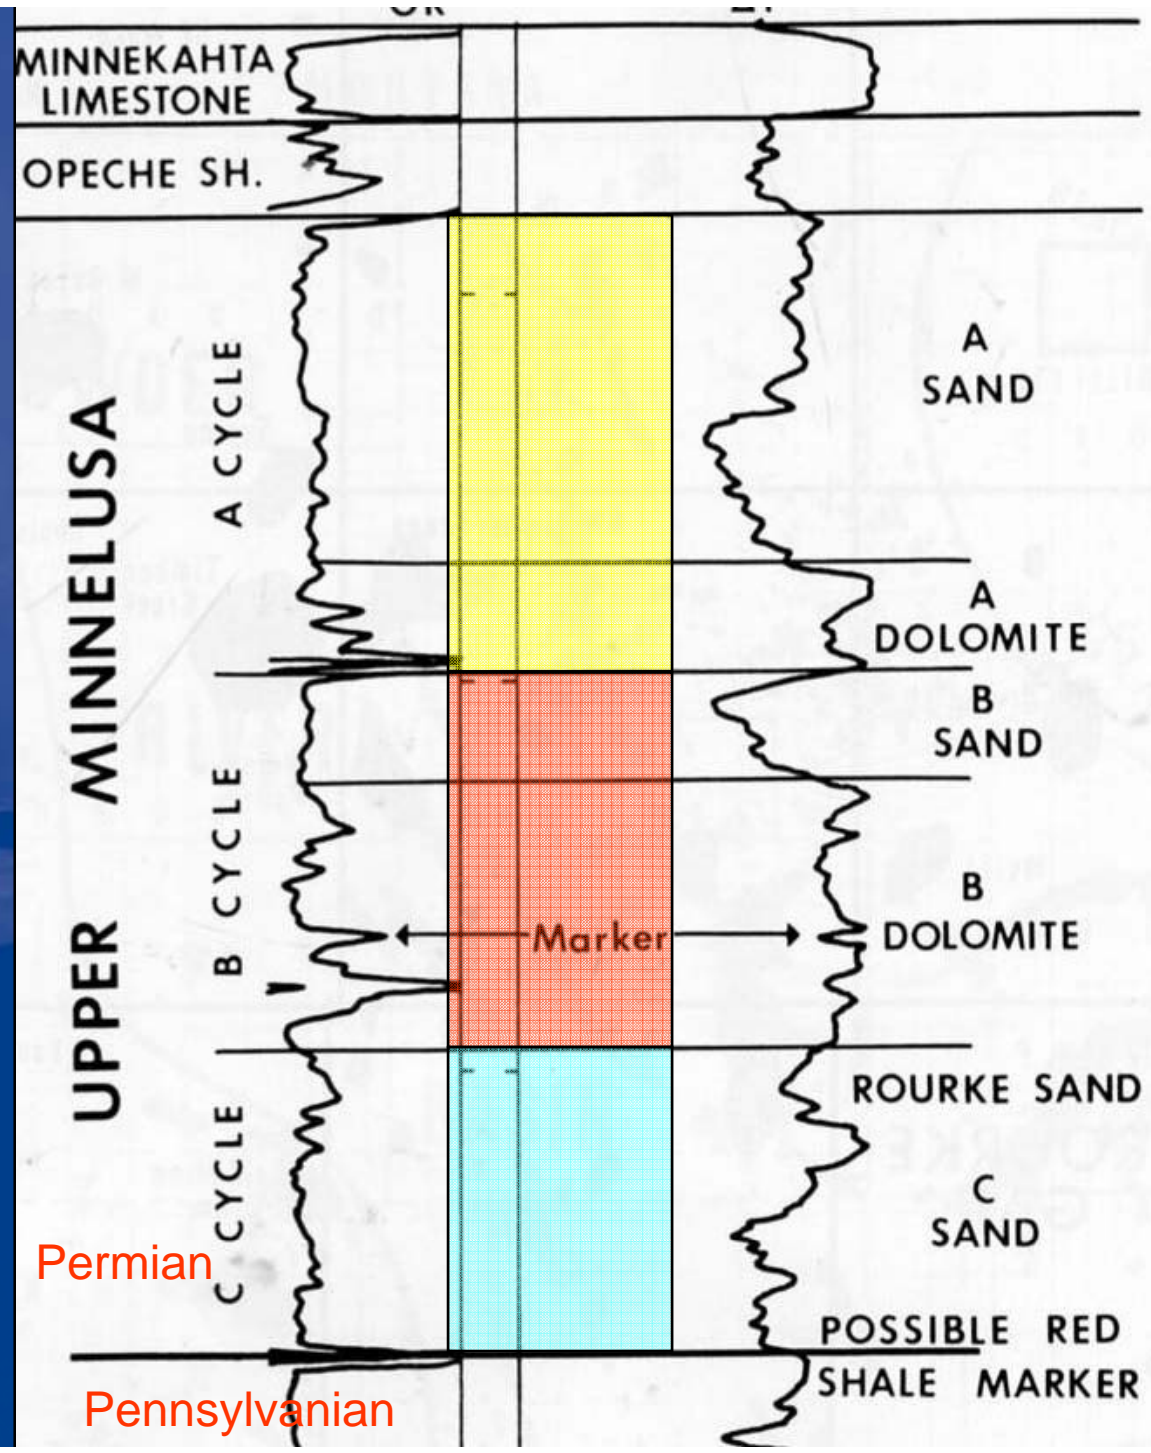 MINNEKAHTA
LIMESTONE
OPECHE SH.
UPPER MINNELUSA
A CYCLE
A
SAND
A
DOLOMITE
B CYCLE
B
SAND
Marker
B
DOLOMITE
C CYCLE
ROURKE SAND
C
SAND
Permian
POSSIBLE RED
SHALE MARKER
Pennsylvanian